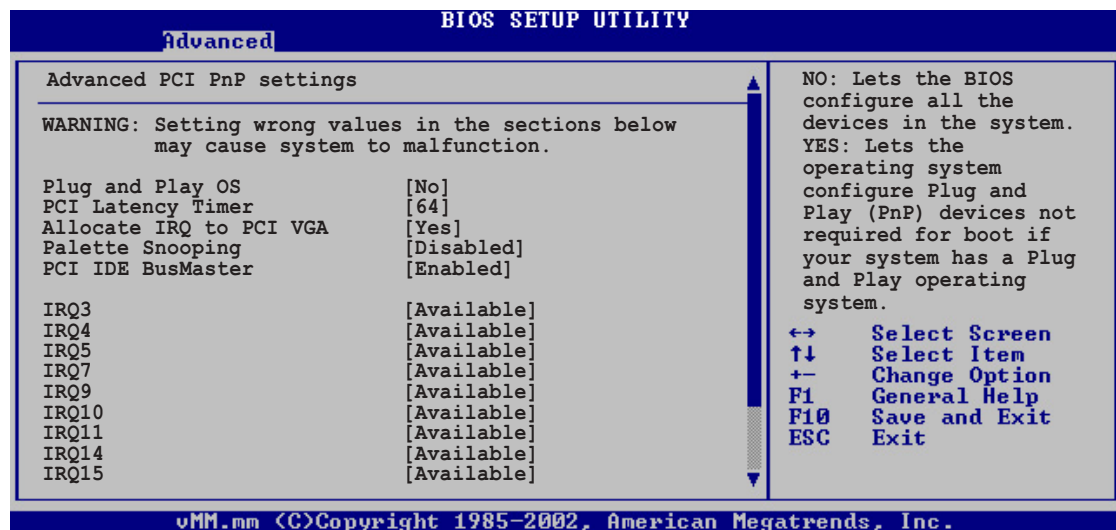 BIOS SETUP UTILITY
Advanced
Advanced PCI PnP settings
WARNING: Setting wrong values in the sections below
may cause system to malfunction.
Plug and Play OS [No]
PCI Latency Timer [64]
Allocate IRQ to PCI VGA [Yes]
Palette Snooping [Disabled]
PCI IDE BusMaster [Enabled]
IRQ3 [Available]
IRQ4 [Available]
IRQ5 [Available]
IRQ7 [Available]
IRQ9 [Available]
IRQ10 [Available]
IRQ11 [Available]
IRQ14 [Available]
IRQ15 [Available]
NO: Lets the BIOS
configure all the
devices in the system.
YES: Lets the
operating system
configure Plug and
Play (PnP) devices not
required for boot if
your system has a Plug
and Play operating
system.
←→ Select Screen
↑↓ Select Item
+- Change Option
F1 General Help
F10 Save and Exit
ESC Exit
vMM.mm (C)Copyright 1985-2002, American Megatrends, Inc.